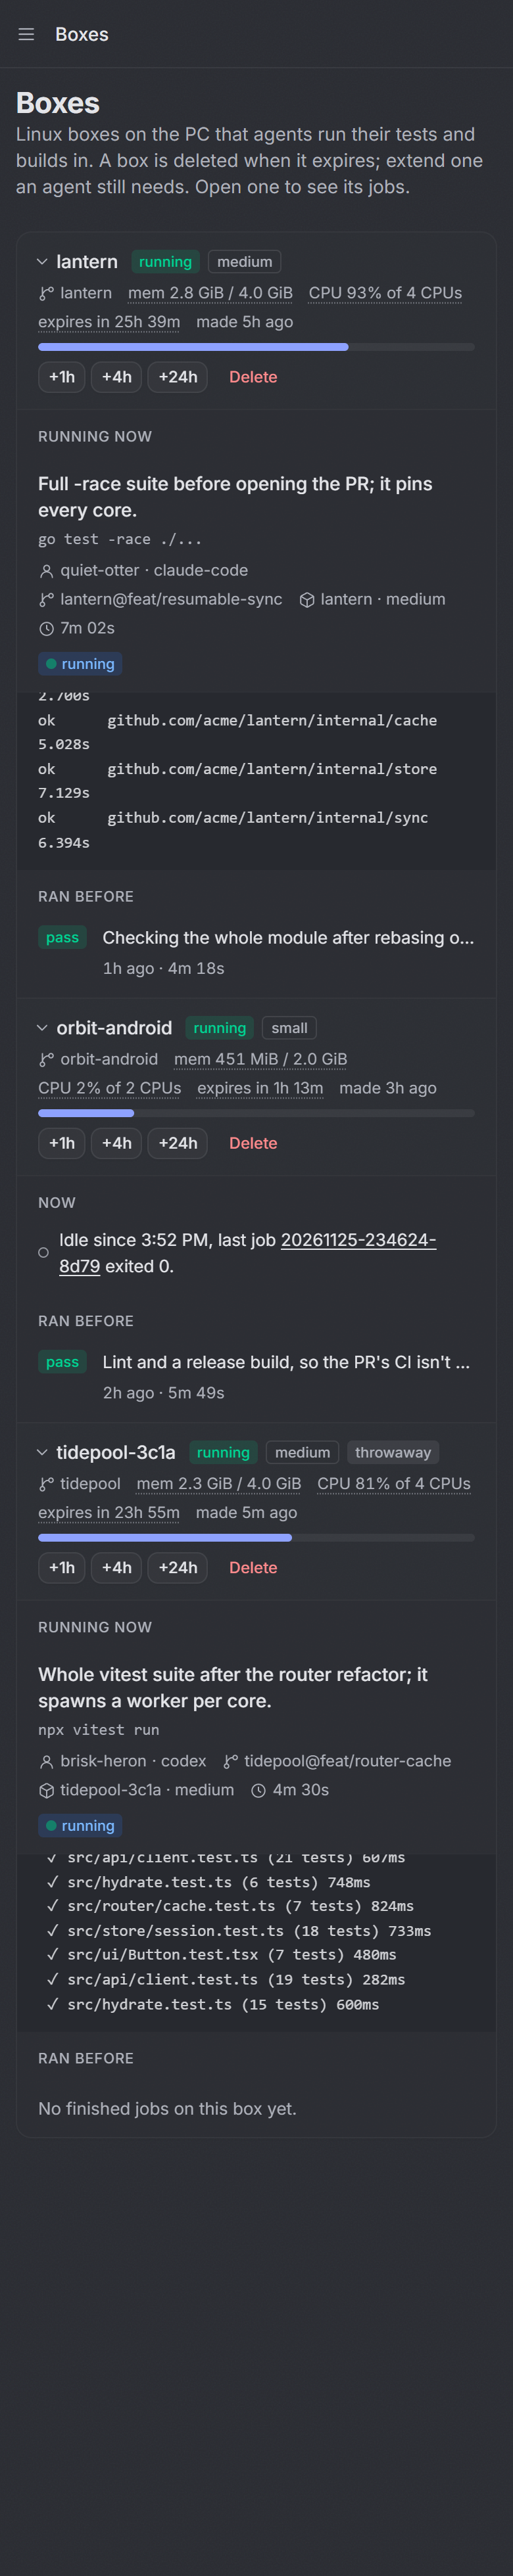 Boxes
Boxes
Linux boxes on the PC that agents run their tests and
builds in. A box is deleted when it expires; extend one
an agent still needs. Open one to see its jobs.
lantern running medium
lantern mem 2.8 GiB / 4.0 GiB CPU 93% of 4 CPUs
expires in 25h 39m made 5h ago
+1h +4h +24h Delete
RUNNING NOW
Full -race suite before opening the PR; it pins
every core.
go test -race ./...
quiet-otter · claude-code
lantern@feat/resumable-sync lantern · medium
7m 02s
running
2.700s
ok github.com/acme/lantern/internal/cache
5.028s
ok github.com/acme/lantern/internal/store
7.129s
ok github.com/acme/lantern/internal/sync
6.394s
RAN BEFORE
pass Checking the whole module after rebasing o...
1h ago · 4m 18s
orbit-android running small
orbit-android mem 451 MiB / 2.0 GiB
CPU 2% of 2 CPUs expires in 1h 13m made 3h ago
+1h +4h +24h Delete
NOW
Idle since 3:52 PM, last job 20261125-234624-
8d79 exited 0.
RAN BEFORE
pass Lint and a release build, so the PR's CI isn't ...
2h ago · 5m 49s
tidepool-3c1a running medium throwaway
tidepool mem 2.3 GiB / 4.0 GiB CPU 81% of 4 CPUs
expires in 23h 55m made 5m ago
+1h +4h +24h Delete
RUNNING NOW
Whole vitest suite after the router refactor; it
spawns a worker per core.
npx vitest run
brisk-heron · codex tidepool@feat/router-cache
tidepool-3c1a · medium 4m 30s
running
✓ src/api/client.test.ts (21 tests) 607ms
✓ src/hydrate.test.ts (6 tests) 748ms
✓ src/router/cache.test.ts (7 tests) 824ms
✓ src/store/session.test.ts (18 tests) 733ms
✓ src/ui/Button.test.tsx (7 tests) 480ms
✓ src/api/client.test.ts (19 tests) 282ms
✓ src/hydrate.test.ts (15 tests) 600ms
RAN BEFORE
No finished jobs on this box yet.